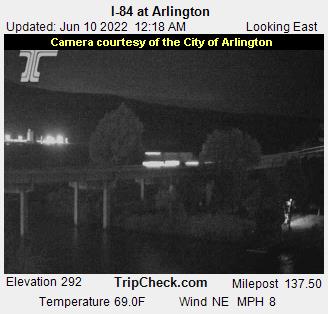 I-84 at Arlington
Updated: Jun 10 2022 12:18 AM Looking East
Camera courtesy of the City of Arlington
Elevation 292 TripCheck.com Milepost 137.50
Temperature 69.0F Wind NE MPH 8